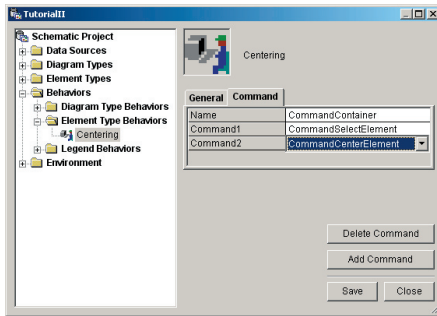 TutorialII
Schematic Project
Data Sources
Diagram Types
Element Types
Behaviors
Diagram Type Behaviors
Element Type Behaviors
Centering
Legend Behaviors
Environment
Centering
General Command
Name CommandContainer
Command1 CommandSelectElement
Command2 CommandCenterElement
Delete Command
Add Command
Save Close